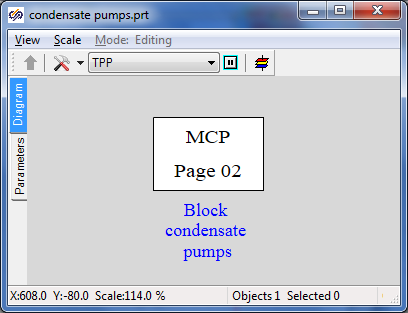 condensate pumps.prt
View Scale Mode: Editing
TPP
Diagram
Parameters
MCP
Page 02
Block
condensate
pumps
X:608.0 Y:-80.0 Scale:114.0 % Objects 1 Selected 0